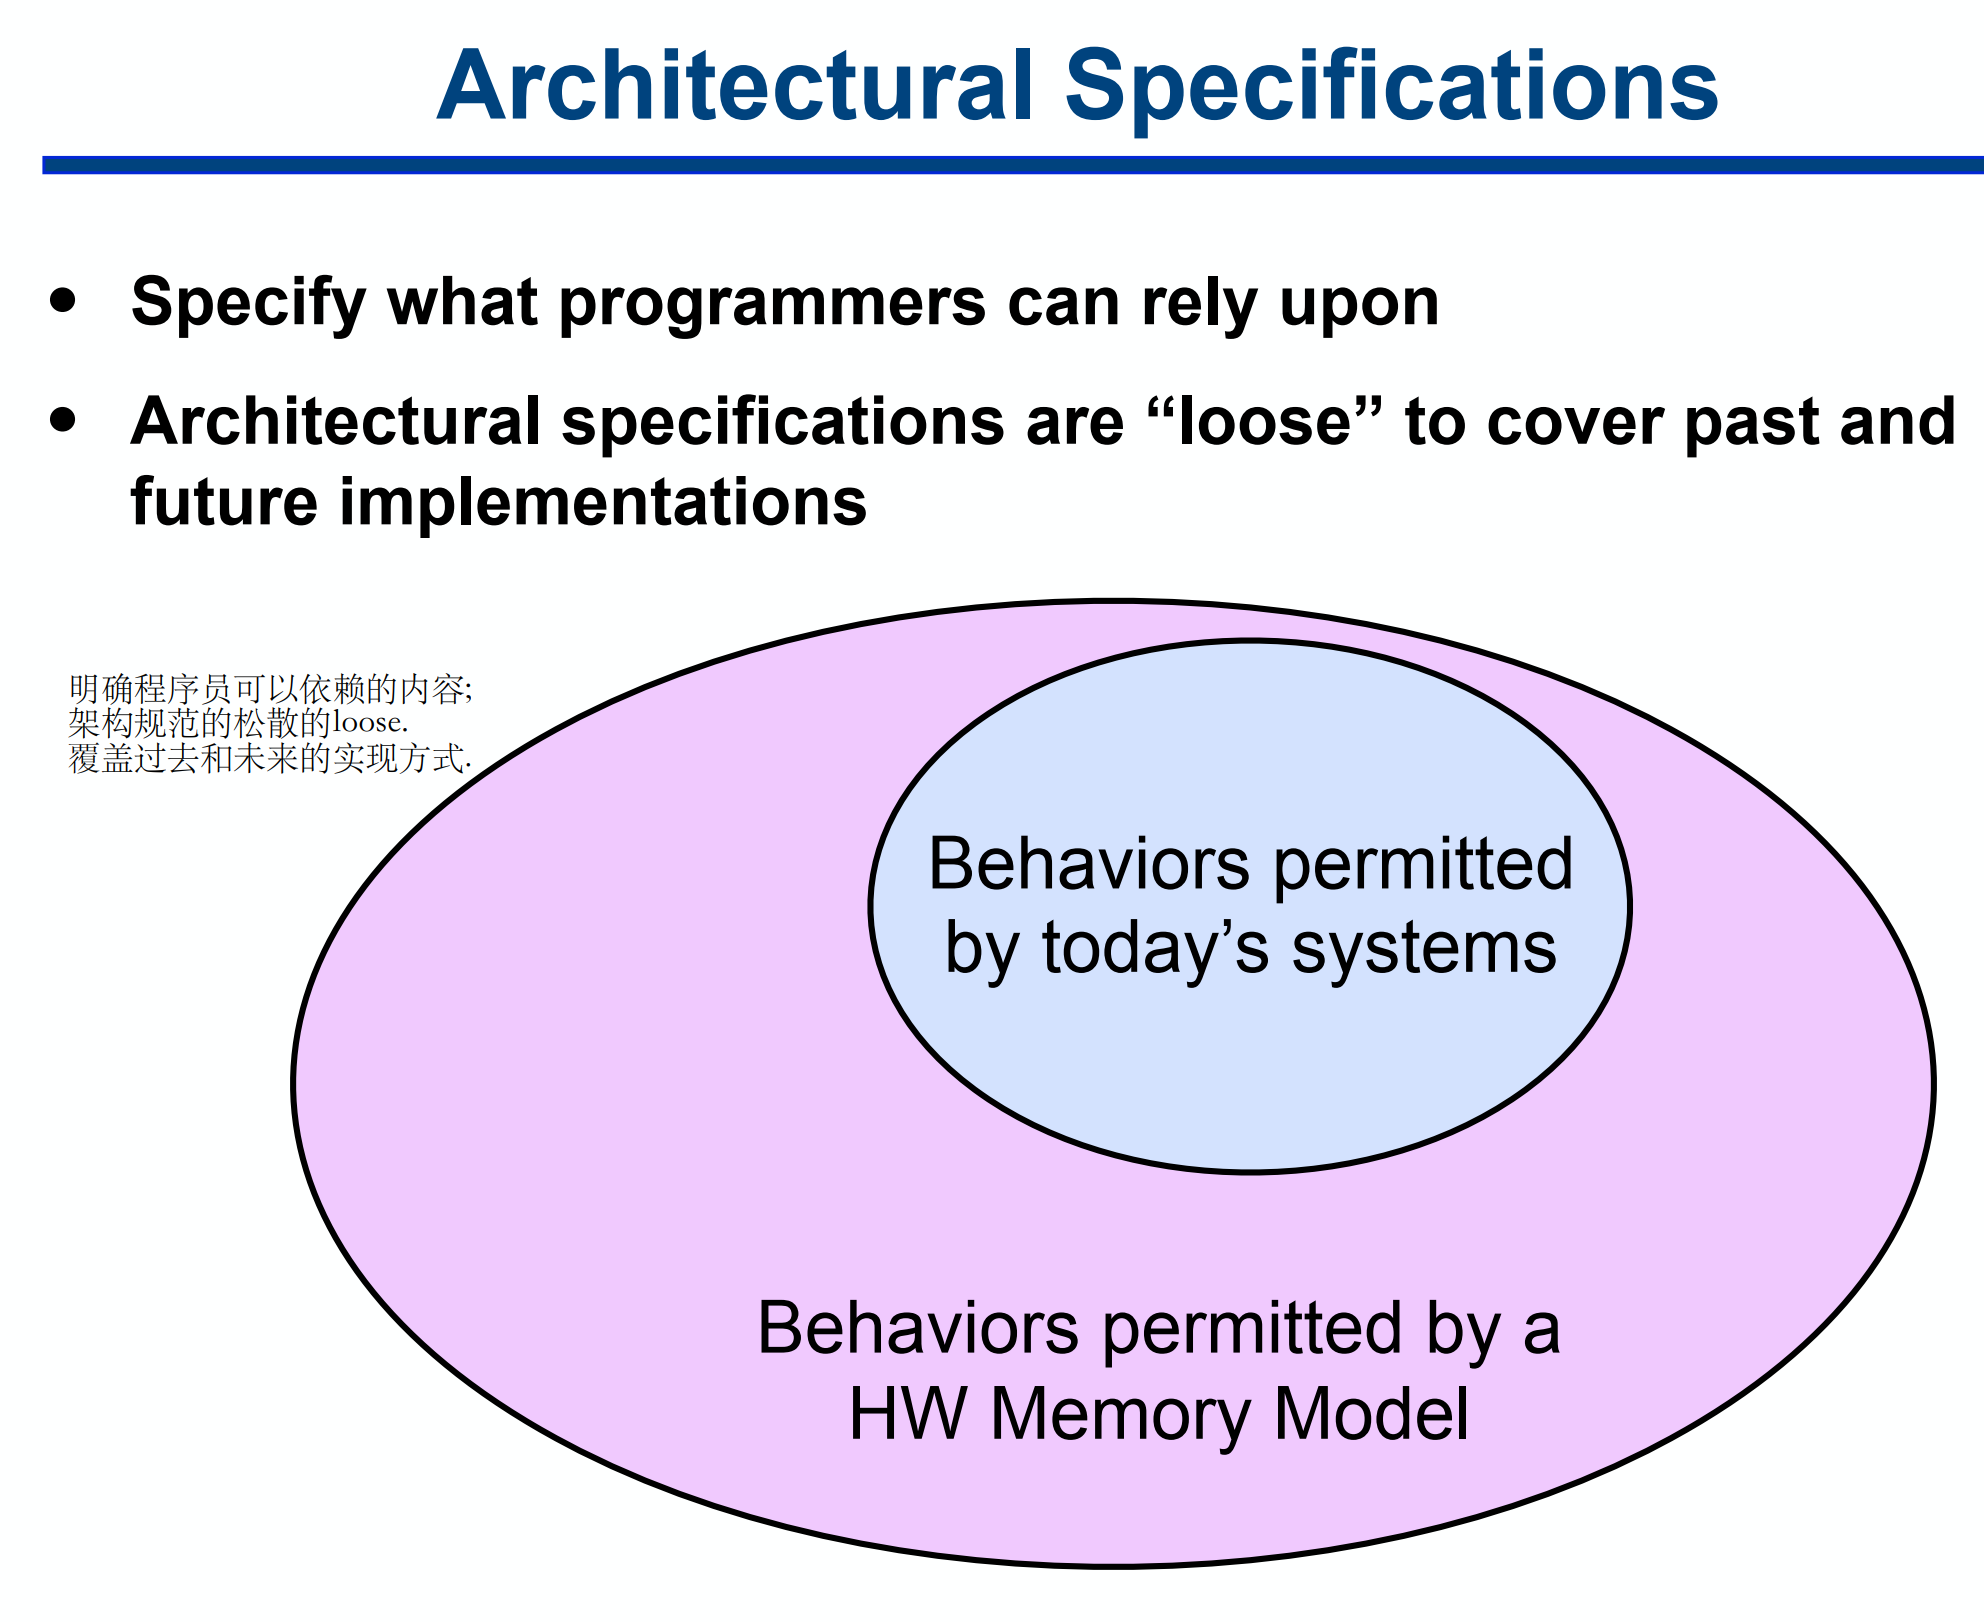 Architectural Specifications
• Specify what programmers can rely upon
• Architectural specifications are “loose” to cover past and
future implementations
明确程序员可以依赖的内容;
架构规范的松散的loose.
覆盖过去和未来的实现方式.
Behaviors permitted
by today’s systems
Behaviors permitted by a
HW Memory Model